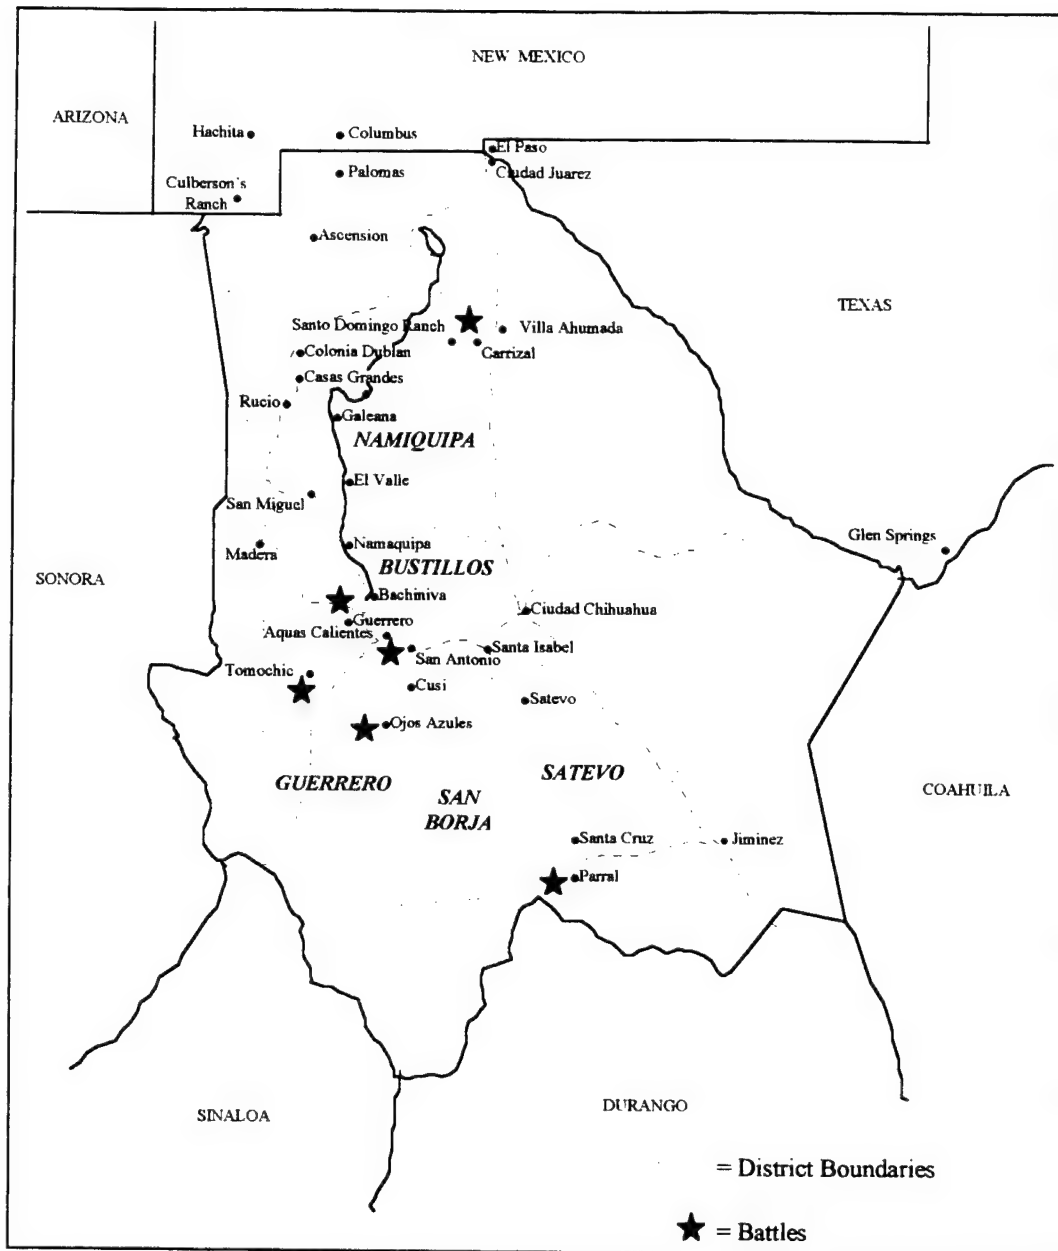 NEW MEXICO
ARIZONA
Hachita
Columbus
El Paso
Palomas
Ciudad Juarez
Culberson's
Ranch
Ascension
TEXAS
Santo Domingo Ranch
Villa Ahumada
Carrizal
Colonia Dublan
Casas Grandes
Rucio
Galeana
NAMIQUIPA
El Valle
San Miguel
Glen Springs
Madera
Namaquipa
BUSTILLOS
SONORA
Bachiniva
Ciudad Chihuahua
Guerrero
Aquas Calientes
Santa Isabel
San Antonio
Tomochic
Cusi
Satevo
Ojos Azules
SATEVO
GUERRERO
SAN
BORJA
COAHUILA
Santa Cruz
Jiminez
Parral
DURANGO
SINALOA
= District Boundaries
= Battles